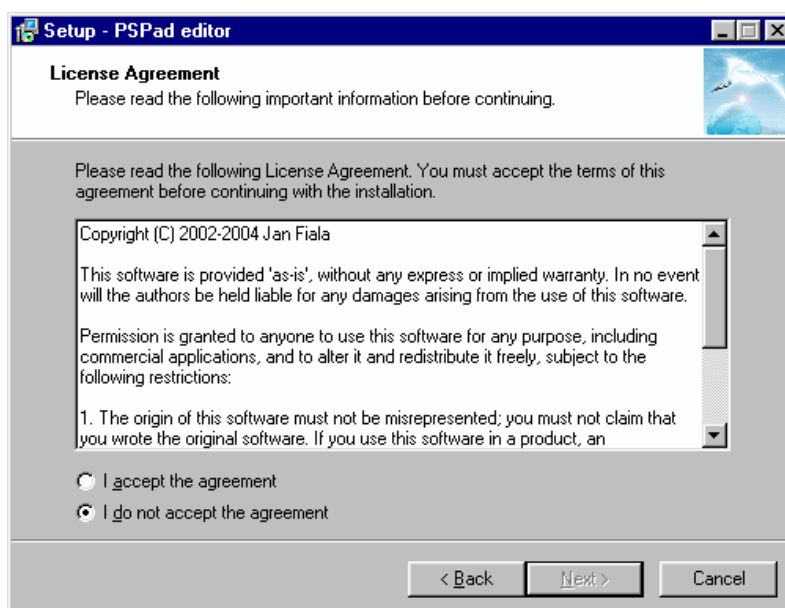 Setup - PSPad editor
License Agreement
Please read the following important information before continuing.
Please read the following License Agreement. You must accept the terms of this
agreement before continuing with the installation.
Copyright (C) 2002-2004 Jan Fiala
This software is provided 'as-is', without any express or implied warranty. In no event
will the authors be held liable for any damages arising from the use of this software.
Permission is granted to anyone to use this software for any purpose, including
commercial applications, and to alter it and redistribute it freely, subject to the
following restrictions:
1. The origin of this software must not be misrepresented; you must not claim that
you wrote the original software. If you use this software in a product, an
I accept the agreement
I do not accept the agreement
< Back Next > Cancel